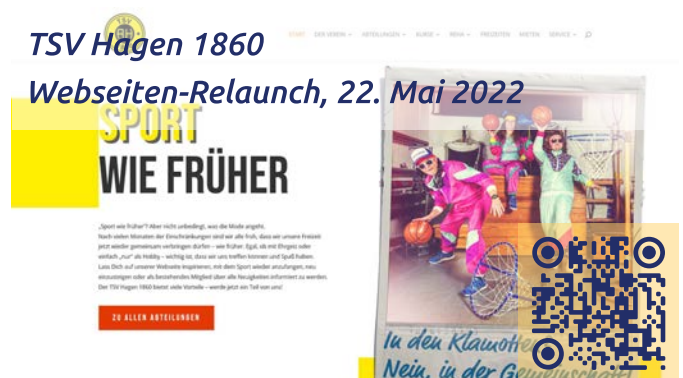 TSV
RH
START DER VEREIN ABTEILUNGEN KURSE REHA FREIZEITEN MIETEN SERVICE
TSV Hagen 1860
Webseiten-Relaunch, 22. Mai 2022
SPORT
WIE FRÜHER
„Sport wie früher“? Aber nicht unbedingt, was die Mode angeht.
Nach vielen Monaten der Einschränkungen sind wir alle froh, dass wir unsere Freizeit
jetzt wieder gemeinsam verbringen dürfen – wie früher. Egal, ob mit Ehrgeiz oder
einfach „nur“ als Hobby – wichtig ist, dass wir uns treffen können und Spaß haben.
Lass Dich auf unserer Webseite inspirieren, mit dem Sport wieder anzufangen, neu
einzusteigen oder als bestehendes Mitglied über alle Neuigkeiten informiert zu werden.
Der TSV Hagen 1860 bietet viele Vorteile – werde jetzt ein Teil von uns!
ZU ALLEN ABTEILUNGEN
In den Klamotten
Nein, in der Gemeinschaft!